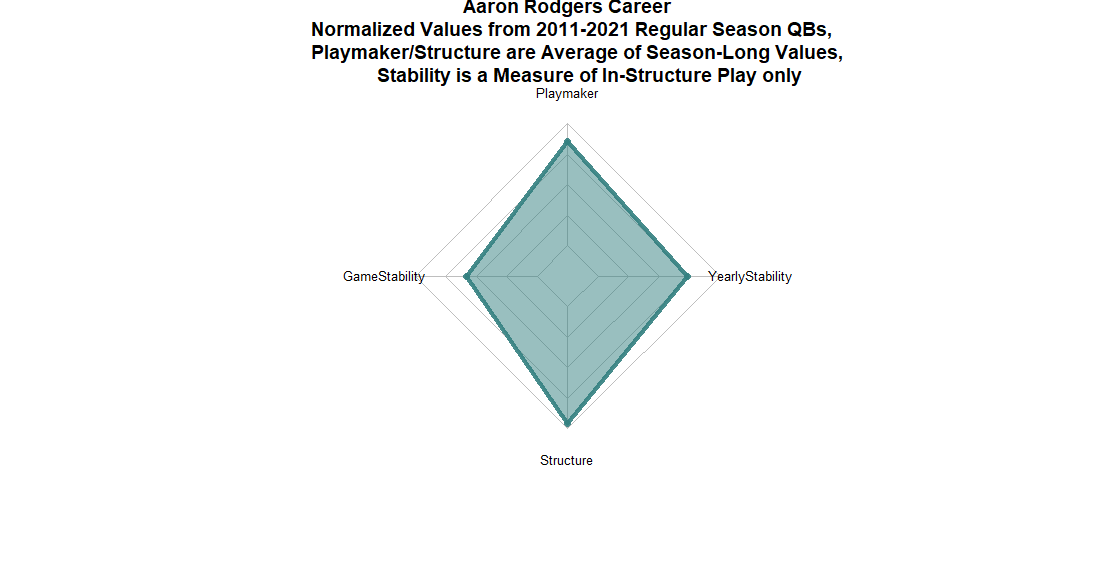 Aaron Rodgers Career
Normalized Values from 2011-2021 Regular Season QBs,
Playmaker/Structure are Average of Season-Long Values,
Stability is a Measure of In-Structure Play only
Playmaker
GameStability
YearlyStability
Structure